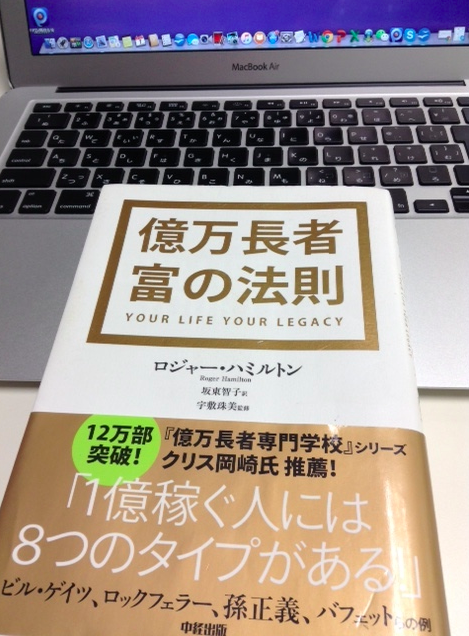 MacBook Air
option
command
億万長者
富の法則
YOUR LIFE YOUR LEGACY
ロジャー・ハミルトン
Roger Hamilton
坂東智子訳
宇敷珠美監修
12万部
突破!
『億万長者専門学校』シリーズ
クリス岡崎氏 推薦!
「1億稼ぐ人には
8つのタイプがある」
ビル・ゲイツ、ロックフェラー、孫正義、バフェットらの例
中経出版